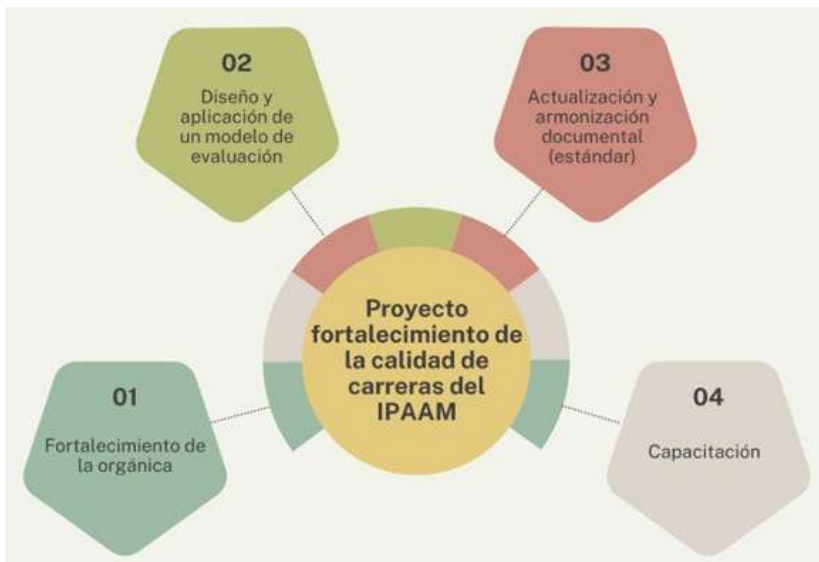 02
Diseño y
aplicación de
un modelo de
evaluación
03
Actualización y
armonización
documental
(estándar)
Proyecto
fortalecimiento de
la calidad de
carreras del
IPAAM
01
Fortalecimiento de
la orgánica
04
Capacitación